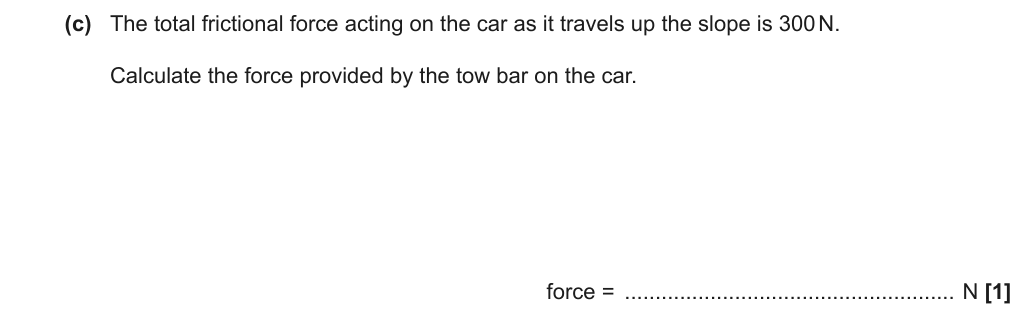 (c) The total frictional force acting on the car as it travels up the slope is 300 N.
Calculate the force provided by the tow bar on the car.
force = ...................................................... N [1]